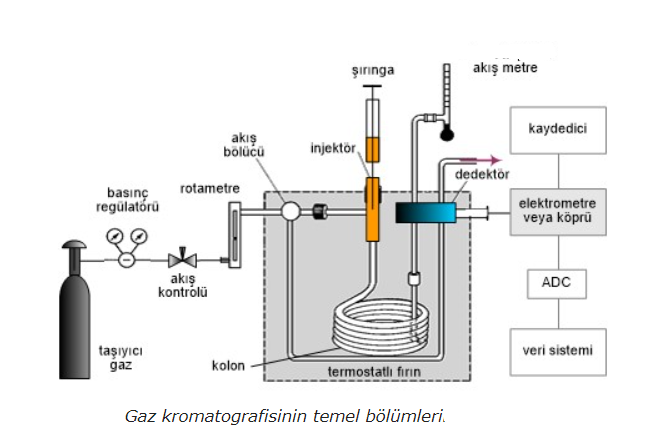 şırınga
akış metre
akış
bölücü
injektör
kaydedici
dedektör
basınç
regülatörü
rotametre
elektrometre
veya köprü
akış
kontrolü
ADC
taşıyıcı
gaz
kolon
termostatlı fırın
veri sistemi
Gaz kromatografisinin temel bölümleri.